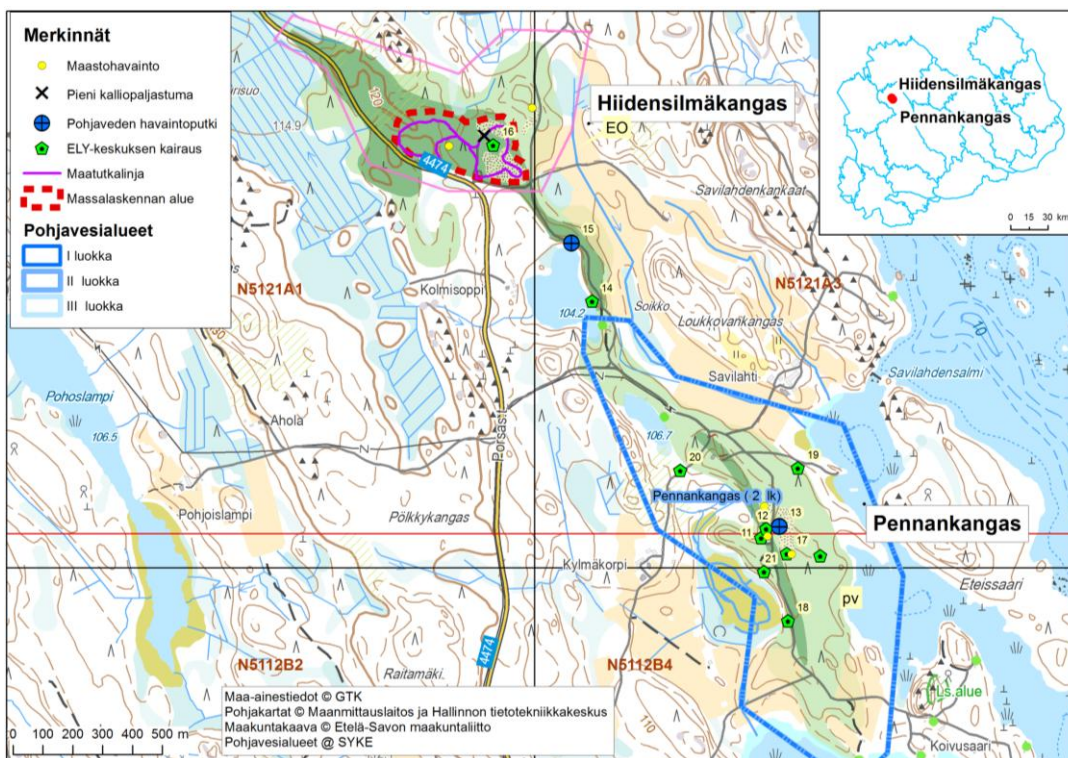 Merkinnät
Maastohavainto
Pieni kalliopaljastuma
Pohjaveden havaintoputki
ELY-keskuksen kairaus
Maatutkalinja
Massalaskennan alue
Pohjavesialueet
I luokka
II luokka
III luokka
120
114.9
16
4474
Hiidensilmäkangas
EO
Hiidensilmäkangas
Pennankangas
0 15 30 km
Savilahdenkankaat
15
N5121A1
Kolmisoppi
14
104.2
Soikko
N5121A3
Loukkovankangas
10
Savilahti
Savilahdensalmi
Pohoslampi
106.5
Ahola
Porsasti
106.7
20
19
Pohjoislampi
Pölkkykangas
Pennankangas ( 2 lk)
12
13
11
17
Pennankangas
Kylmäkorpi
21
Eteissaari
pv
18
N5112B2
4474
Raitamäki.
N5112B4
110
Ls.alue
Koivusaari
Maa-ainestiedot © GTK
Pohjakartat © Maanmittauslaitos ja Hallinnon tietotekniikkakeskus
Maakuntakaava © Etelä-Savon maakuntaliitto
Pohjavesialueet @ SYKE
0 100 200 300 400 500 m